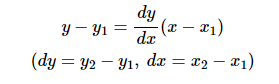 y − y₁ = dy/dx (x − x₁)
(dy = y₂ − y₁, dx = x₂ − x₁)